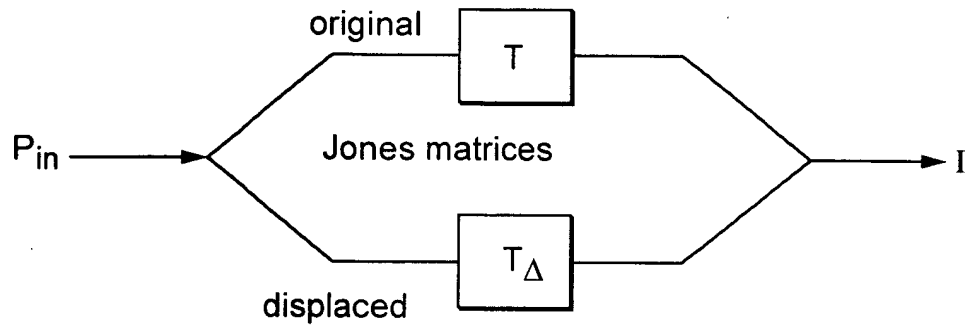 original
T
P_in
Jones matrices
I
T_Δ
displaced